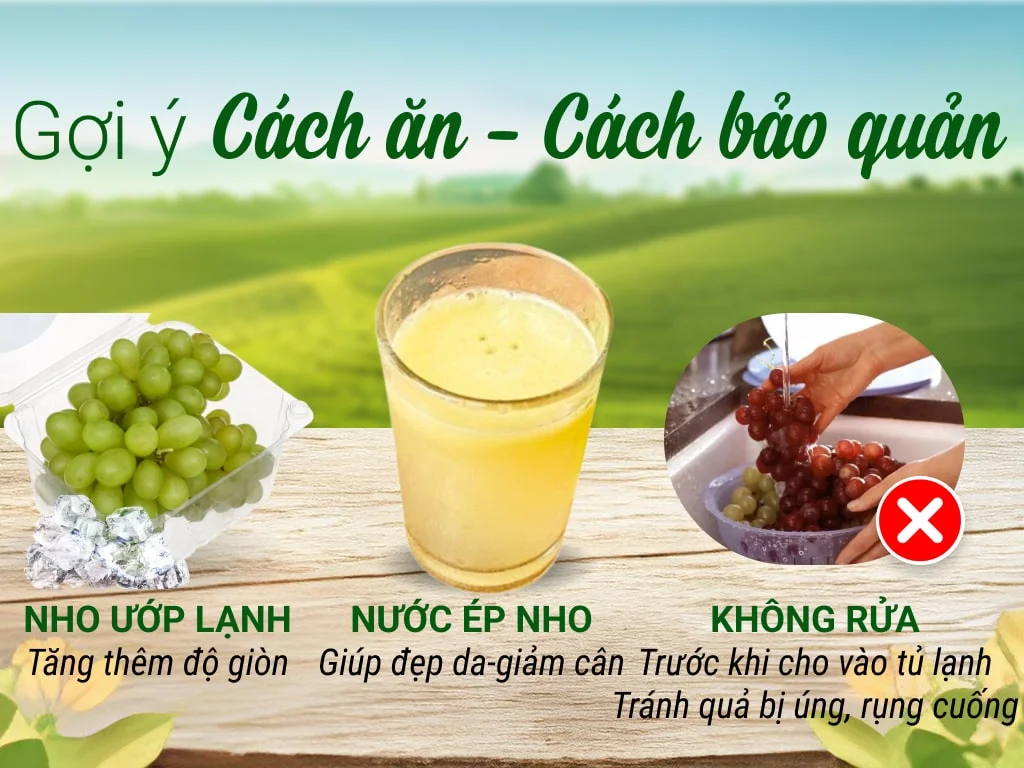 Gợi ý Cách ăn - Cách bảo quản
NHO ƯỚP LẠNH
Tăng thêm độ giòn
NƯỚC ÉP NHO
Giúp đẹp da-giảm cân
KHÔNG RỬA
Trước khi cho vào tủ lạnh
Tránh quả bị úng, rụng cuống